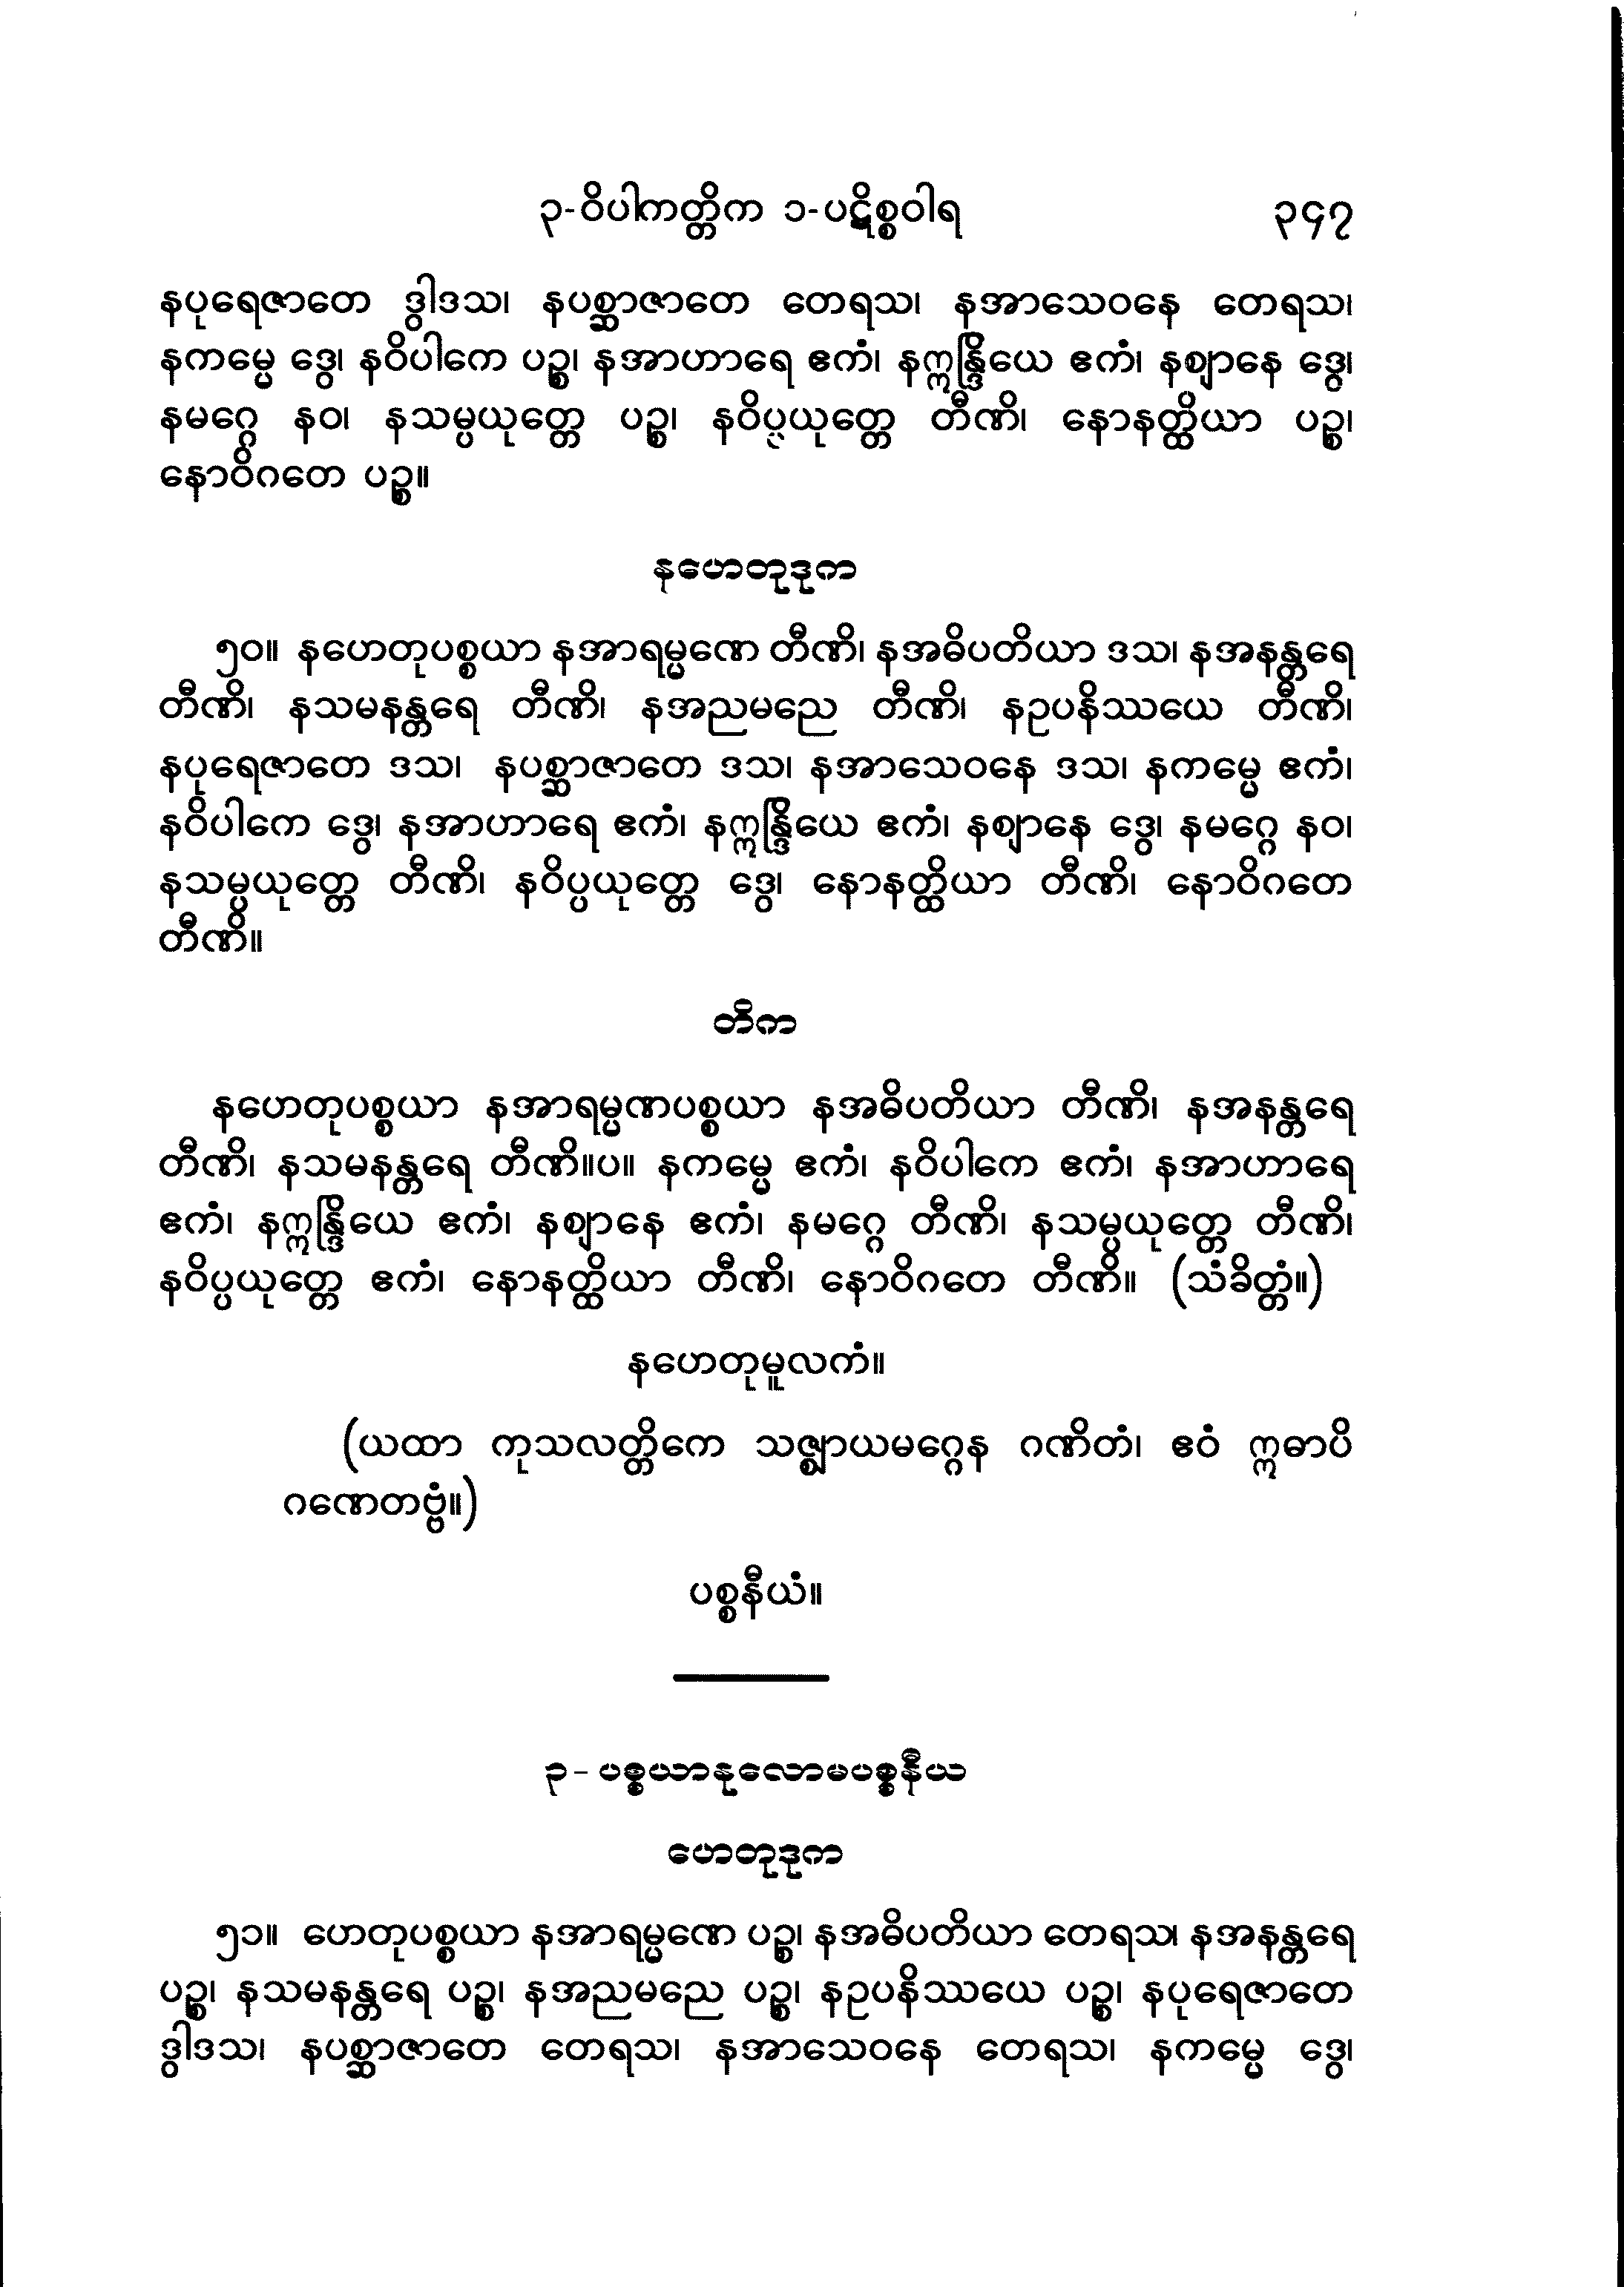 ၃-ဝိပါကတ္တိက ၁-ပဋိစ္စဝါရ ၃၄၇
နပုရေဇာတေ ဒွါဒသ၊ နပစ္ဆာဇာတေ တေရသ၊ နအာသေဝနေ တေရသ၊
နကမ္မေ ဒွေ၊ နဝိပါကေ ပဉ္စ၊ နအာဟာရေ ဧကံ၊ နဣန္ဒြိယေ ဧကံ၊ နဈာနေ ဒွေ၊
နမဂ္ဂေ နဝ၊ နသမ္ပယုတ္တေ ပဉ္စ၊ နဝိပ္ပယုတ္တေ တီဏိ၊ နောနတ္ထိယာ ပဉ္စ၊
နောဝိဂတေ ပဉ္စ။
နဟေတုဒုက
၅၀။ နဟေတုပစ္စယာ နအာရမ္မဏေ တီဏိ၊ နအဓိပတိယာ ဒသ၊ နအနန္တရေ
တီဏိ၊ နသမနန္တရေ တီဏိ၊ နအညမညေ တီဏိ၊ နဥပနိဿယေ တီဏိ၊
နပုရေဇာတေ ဒသ၊ နပစ္ဆာဇာတေ ဒသ၊ နအာသေဝနေ ဒသ၊ နကမ္မေ ဧကံ၊
နဝိပါကေ ဒွေ၊ နအာဟာရေ ဧကံ၊ နဣန္ဒြိယေ ဧကံ၊ နဈာနေ ဒွေ၊ နမဂ္ဂေ နဝ၊
နသမ္ပယုတ္တေ တီဏိ၊ နဝိပ္ပယုတ္တေ ဒွေ၊ နောနတ္ထိယာ တီဏိ၊ နောဝိဂတေ
တီဏိ။
တိက
နဟေတုပစ္စယာ နအာရမ္မဏပစ္စယာ နအဓိပတိယာ တီဏိ၊ နအနန္တရေ
တီဏိ၊ နသမနန္တရေ တီဏိ။ပ။ နကမ္မေ ဧကံ၊ နဝိပါကေ ဧကံ၊ နအာဟာရေ
ဧကံ၊ နဣန္ဒြိယေ ဧကံ၊ နဈာနေ ဧကံ၊ နမဂ္ဂေ တီဏိ၊ နသမ္ပယုတ္တေ တီဏိ၊
နဝိပ္ပယုတ္တေ ဧကံ၊ နောနတ္ထိယာ တီဏိ၊ နောဝိဂတေ တီဏိ။ (သံခိတ္တံ။)
နဟေတုမူလကံ။
(ယထာ ကုသလတ္တိကေ သဇ္ဈာယမဂ္ဂေန ဂဏိတံ၊ ဧဝံ ဣဓာပိ
ဂဏေတဗ္ဗံ။)
ပစ္စနီယံ။
၃-ပစ္စယာနုလောမပစ္စနီယ
ဟေတုဒုက
၅၁။ ဟေတုပစ္စယာ နအာရမ္မဏေ ပဉ္စ၊ နအဓိပတိယာ တေရသ၊ နအနန္တရေ
ပဉ္စ၊ နသမနန္တရေ ပဉ္စ၊ နအညမညေ ပဉ္စ၊ နဥပနိဿယေ ပဉ္စ၊ နပုရေဇာတေ
ဒွါဒသ၊ နပစ္ဆာဇာတေ တေရသ၊ နအာသေဝနေ တေရသ၊ နကမ္မေ ဒွေ၊